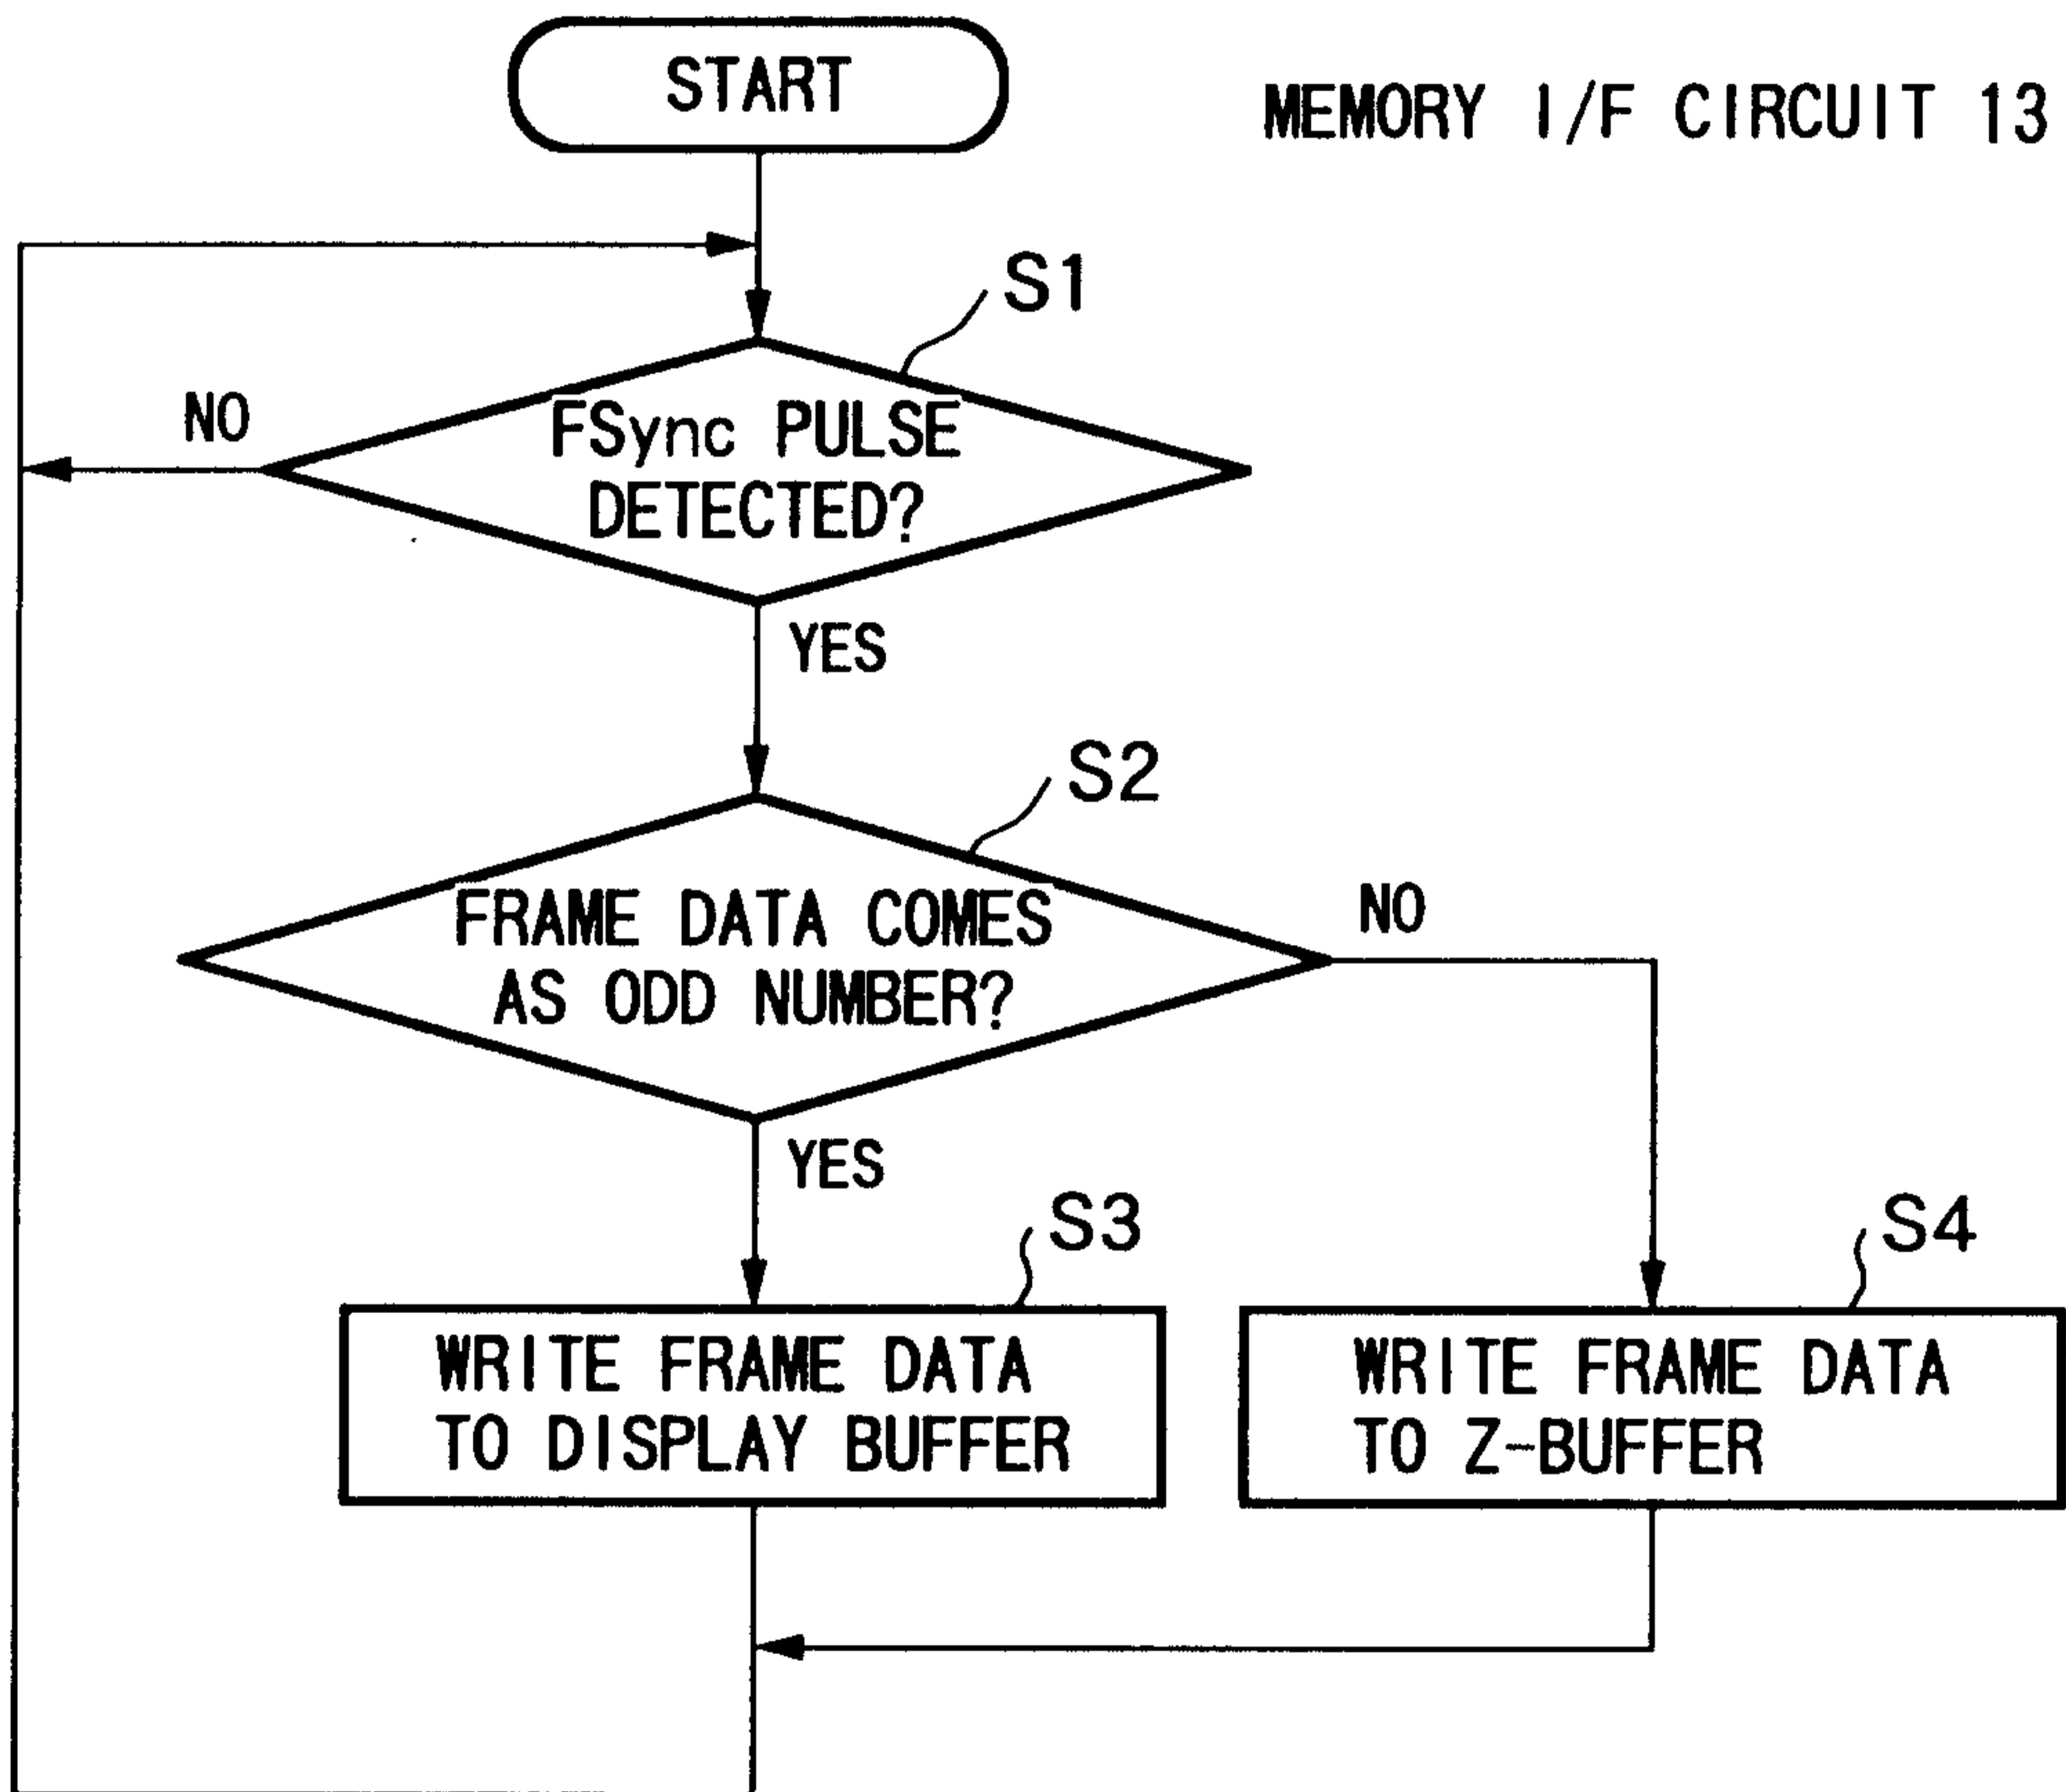 START
MEMORY I/F CIRCUIT 13
S1
NO
FSync PULSE
DETECTED?
YES
S2
FRAME DATA COMES
AS ODD NUMBER?
NO
YES
S3
S4
WRITE FRAME DATA
TO DISPLAY BUFFER
WRITE FRAME DATA
TO Z-BUFFER